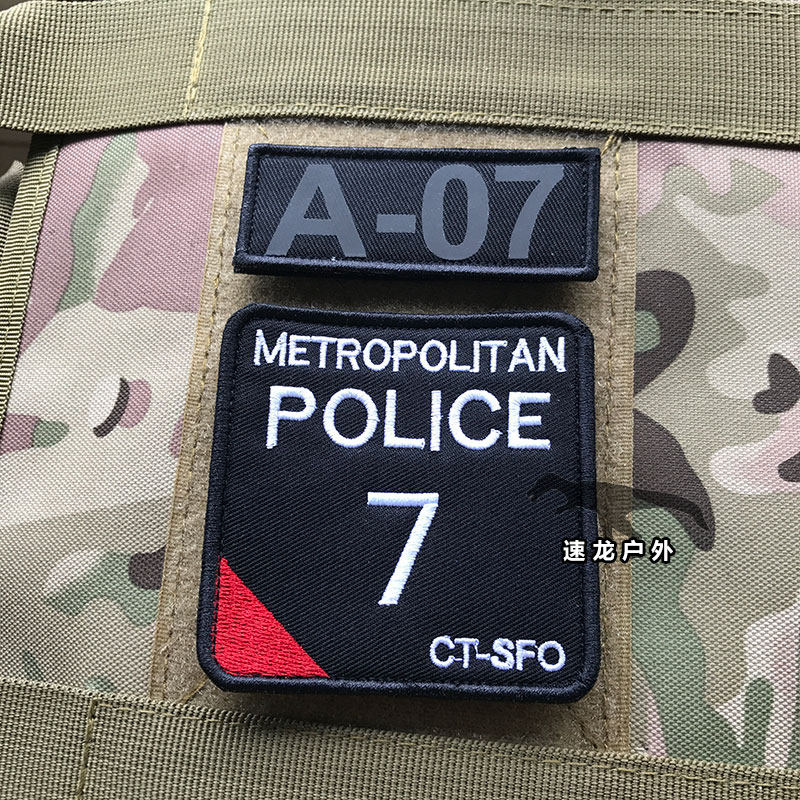 A-07
METROPOLITAN
POLICE
7
速龙户外
CT-SFO